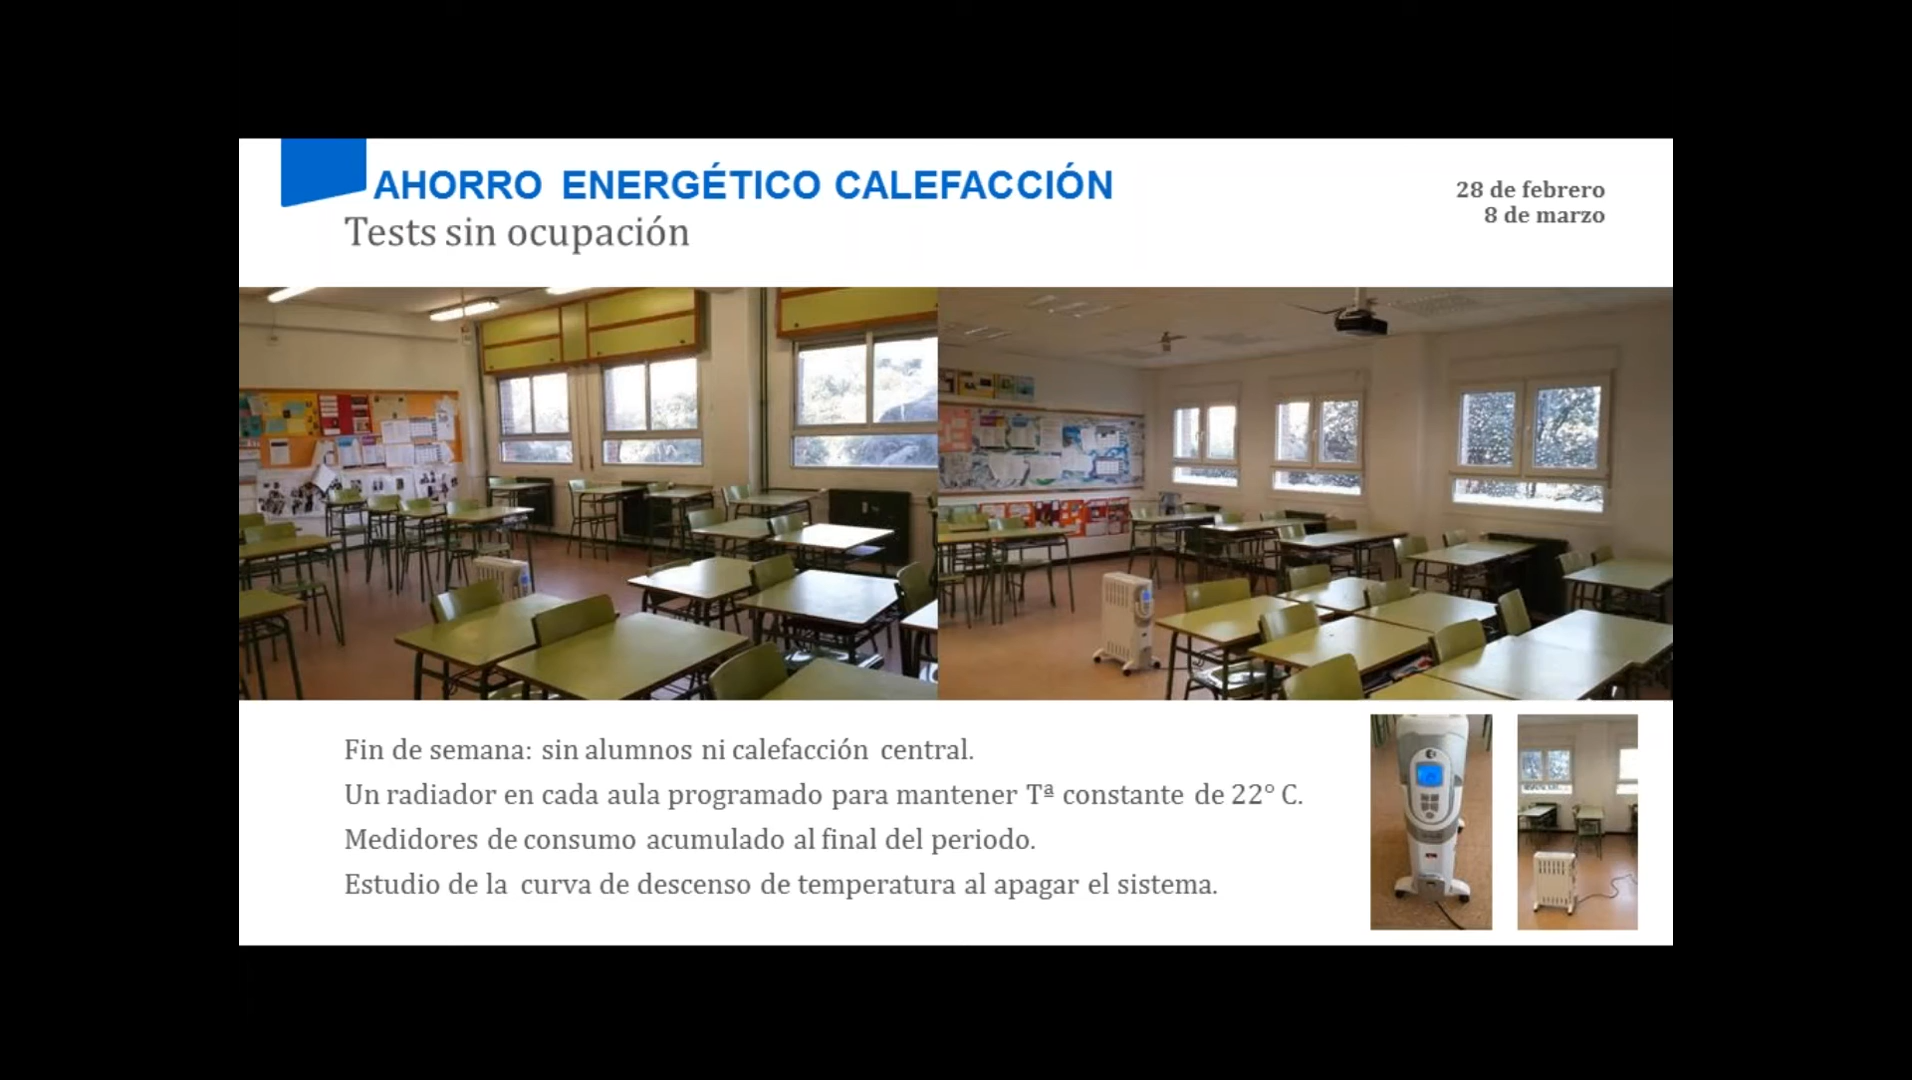 AHORRO ENERGÉTICO CALEFACCIÓN
Tests sin ocupación
28 de febrero
8 de marzo
Fin de semana: sin alumnos ni calefacción central.
Un radiador en cada aula programado para mantener Tª constante de 22° C.
Medidores de consumo acumulado al final del periodo.
Estudio de la curva de descenso de temperatura al apagar el sistema.